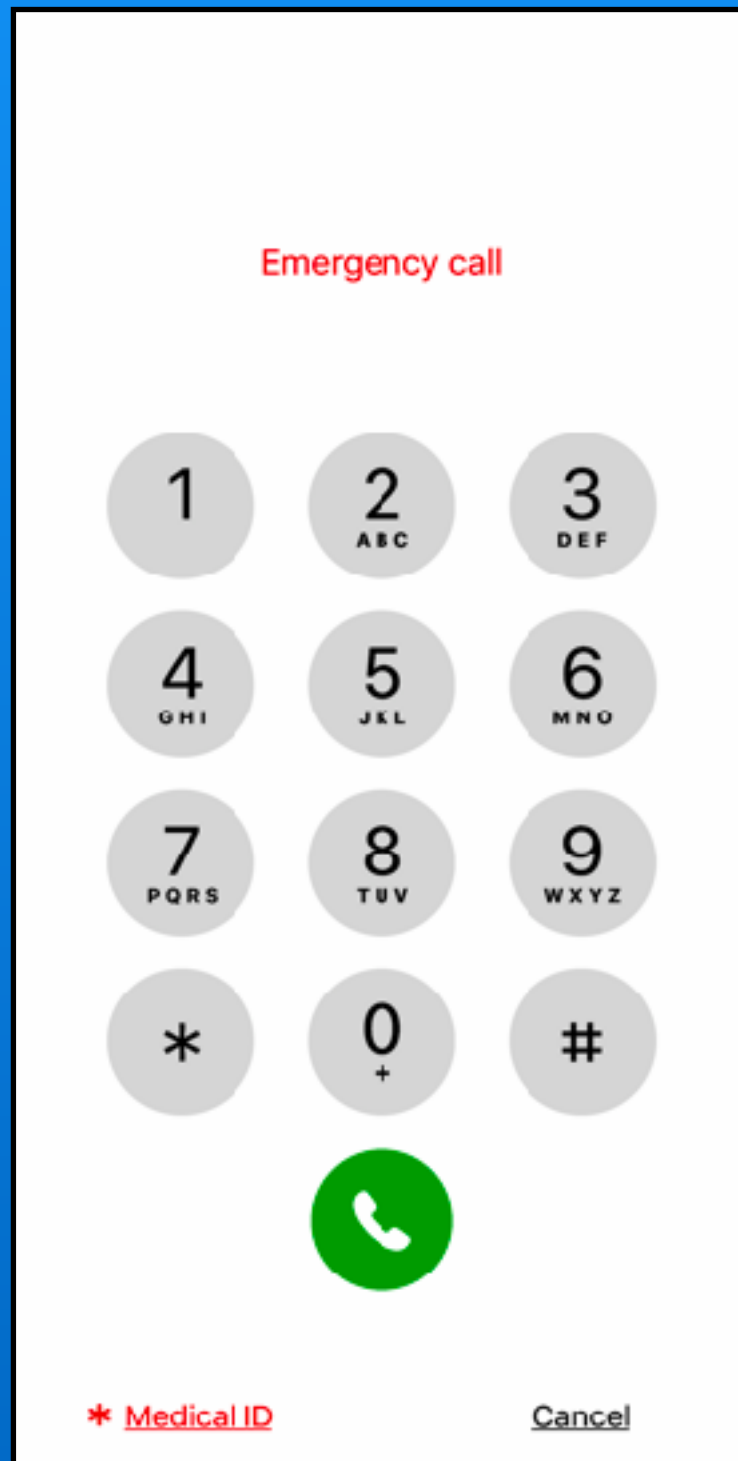 Emergency call
1 2 3
ABC DEF
4 5 6
GHI JKL MNO
7 8 9
PQRS TUV WXYZ
* 0 #
+
* Medical ID Cancel